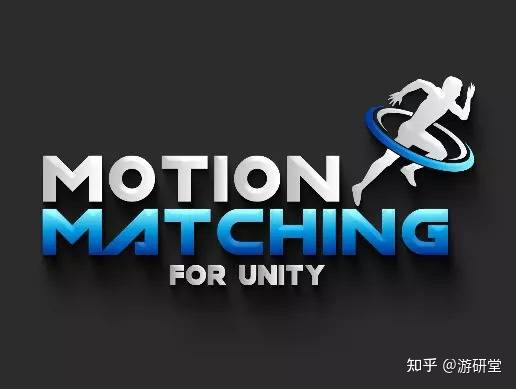 MOTION
MATCHING
FOR UNITY
知乎 @游研堂